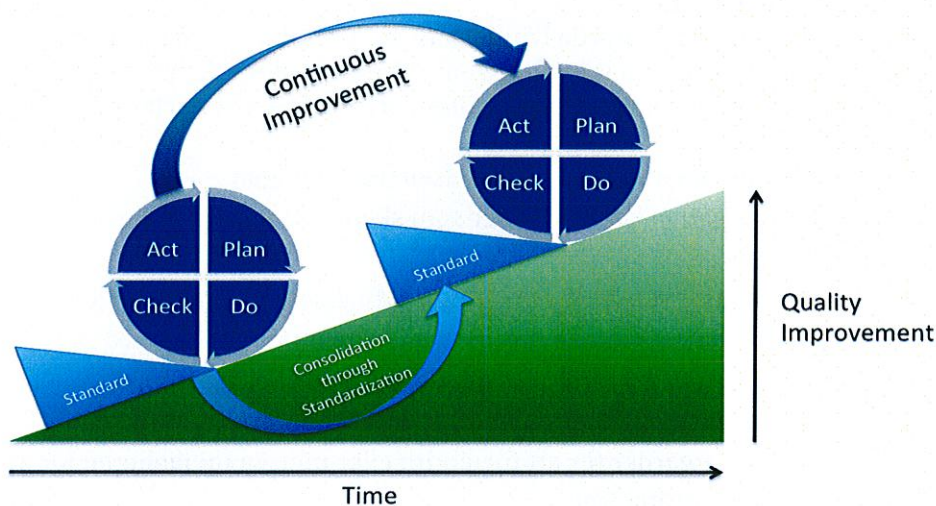 Continuous
Improvement
Act
Plan
Check
Do
Act
Plan
Check
Do
Standard
Standard
Consolidation
through
Standardization
Quality
Improvement
Time